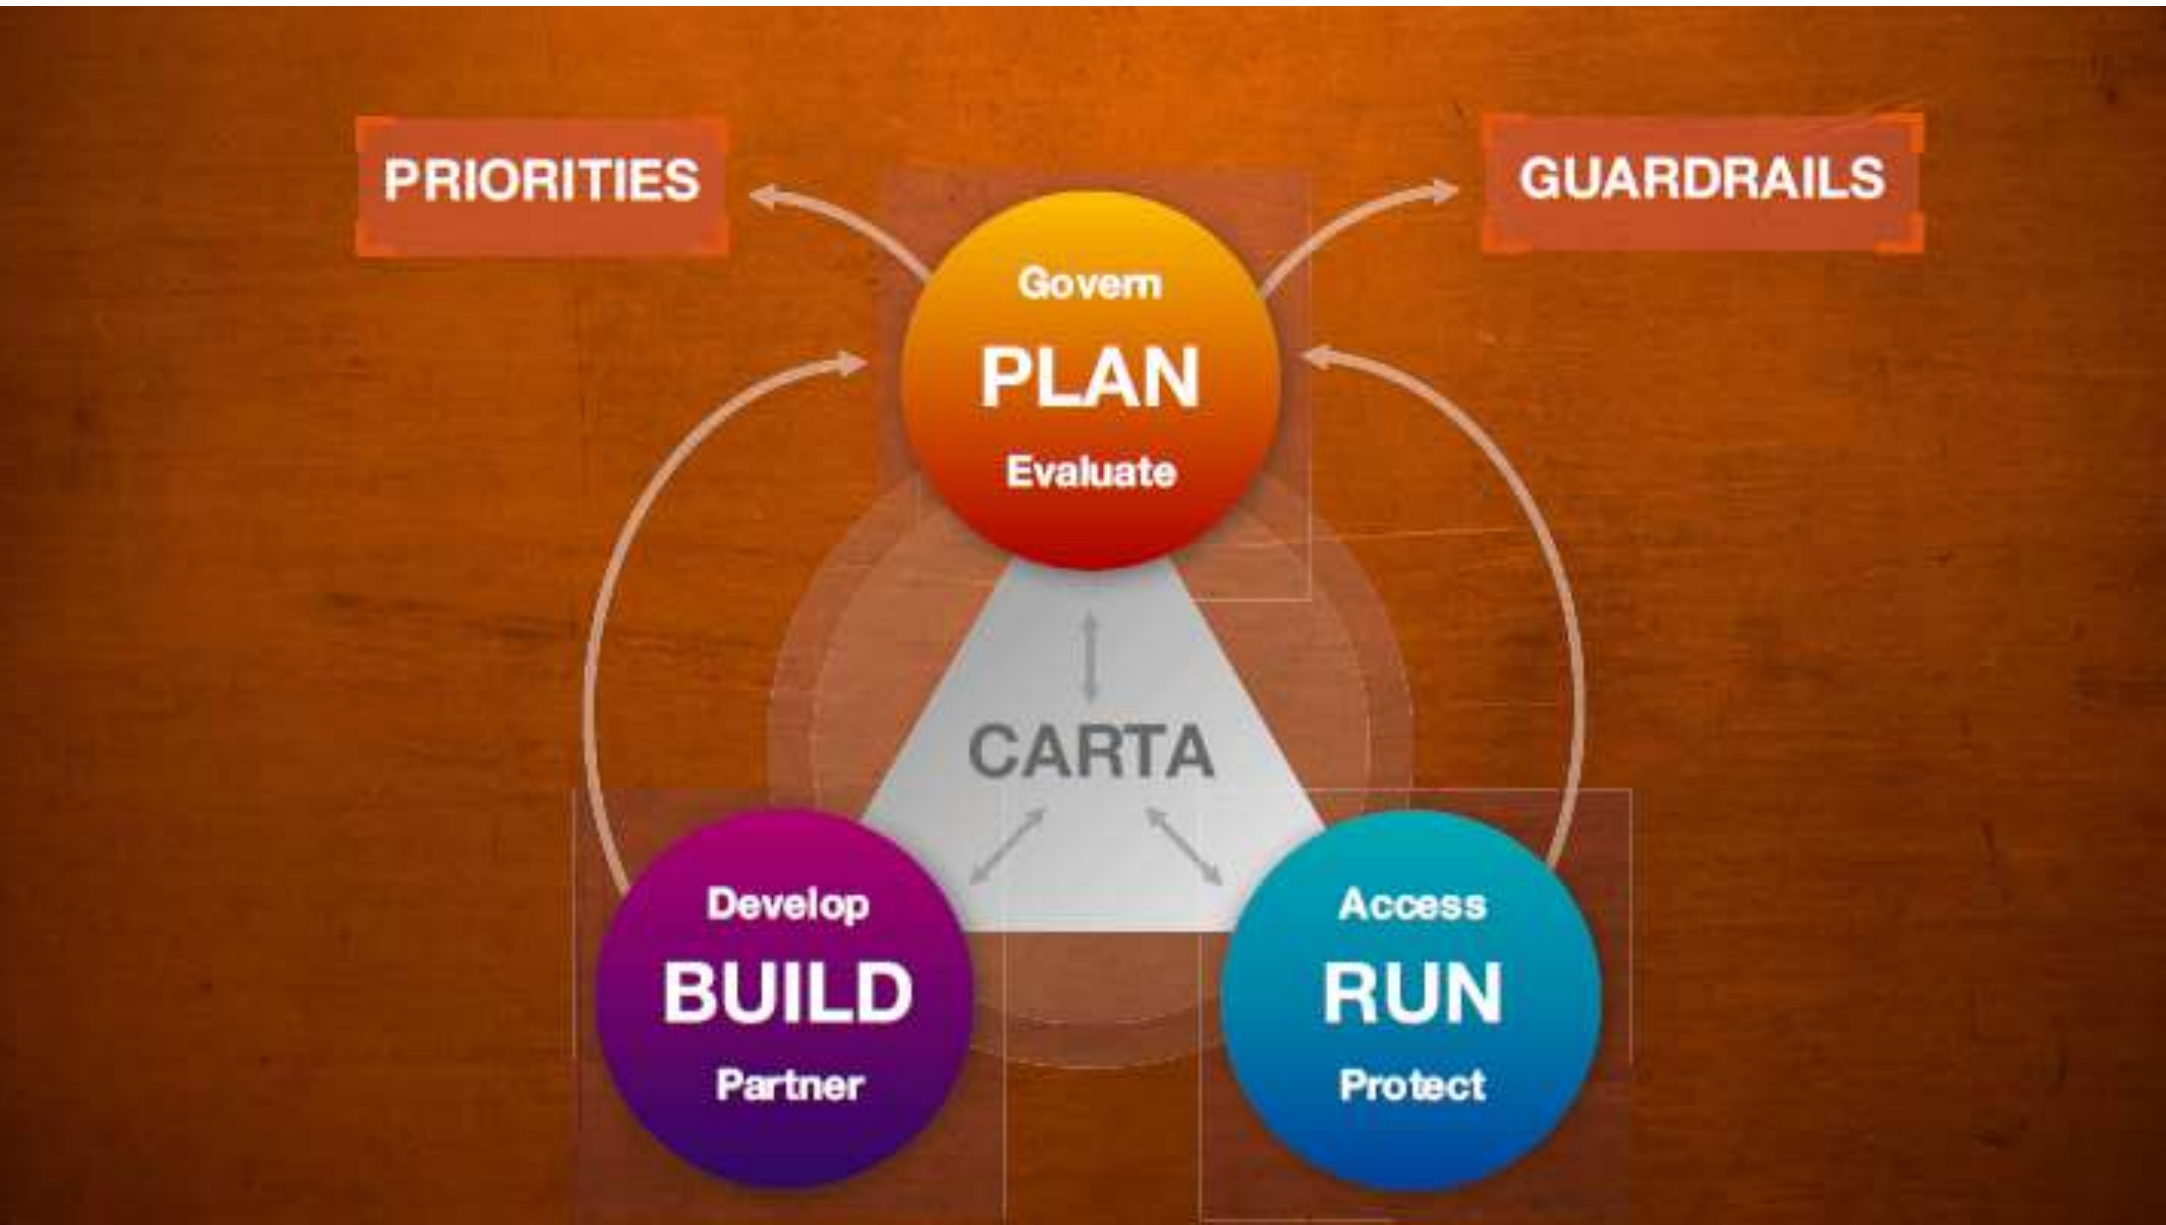 PRIORITIES
GUARDRAILS
Govern
PLAN
Evaluate
CARTA
Develop
BUILD
Partner
Access
RUN
Protect